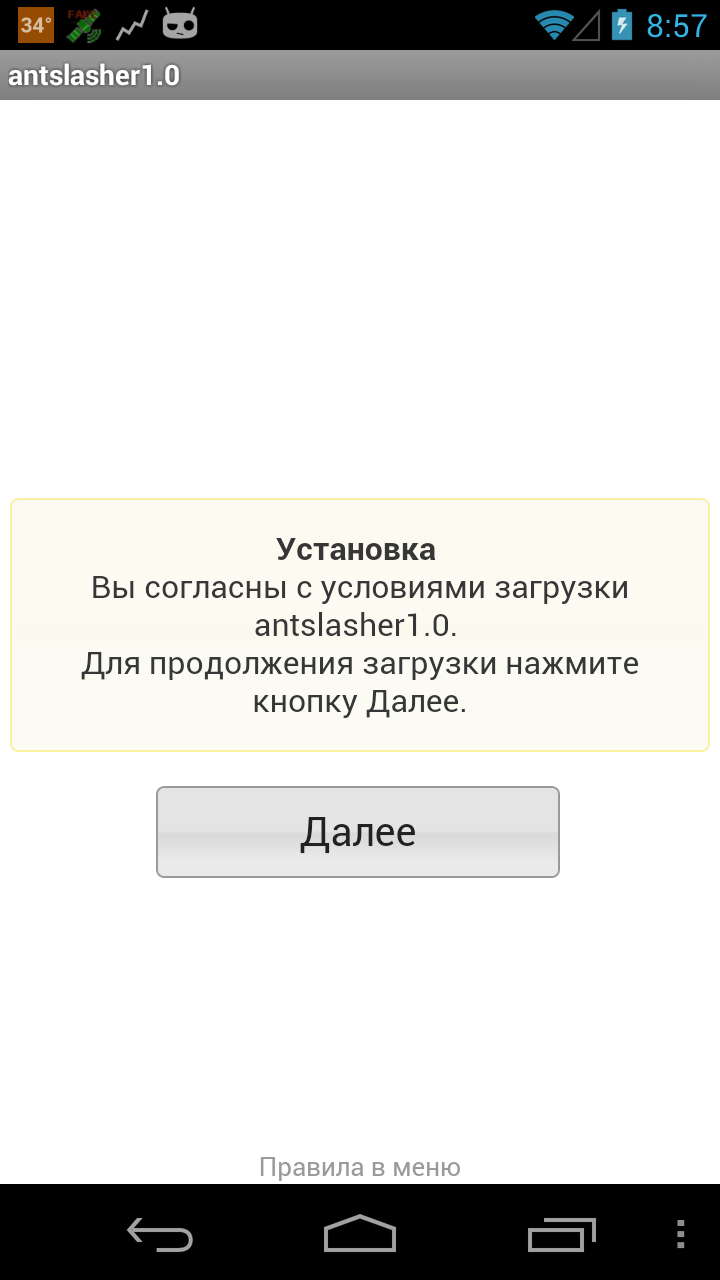 34°
FAKE
8:57
antslasher1.0
Установка
Вы согласны с условиями загрузки
antslasher1.0.
Для продолжения загрузки нажмите
кнопку Далее.
Далее
Правила в меню